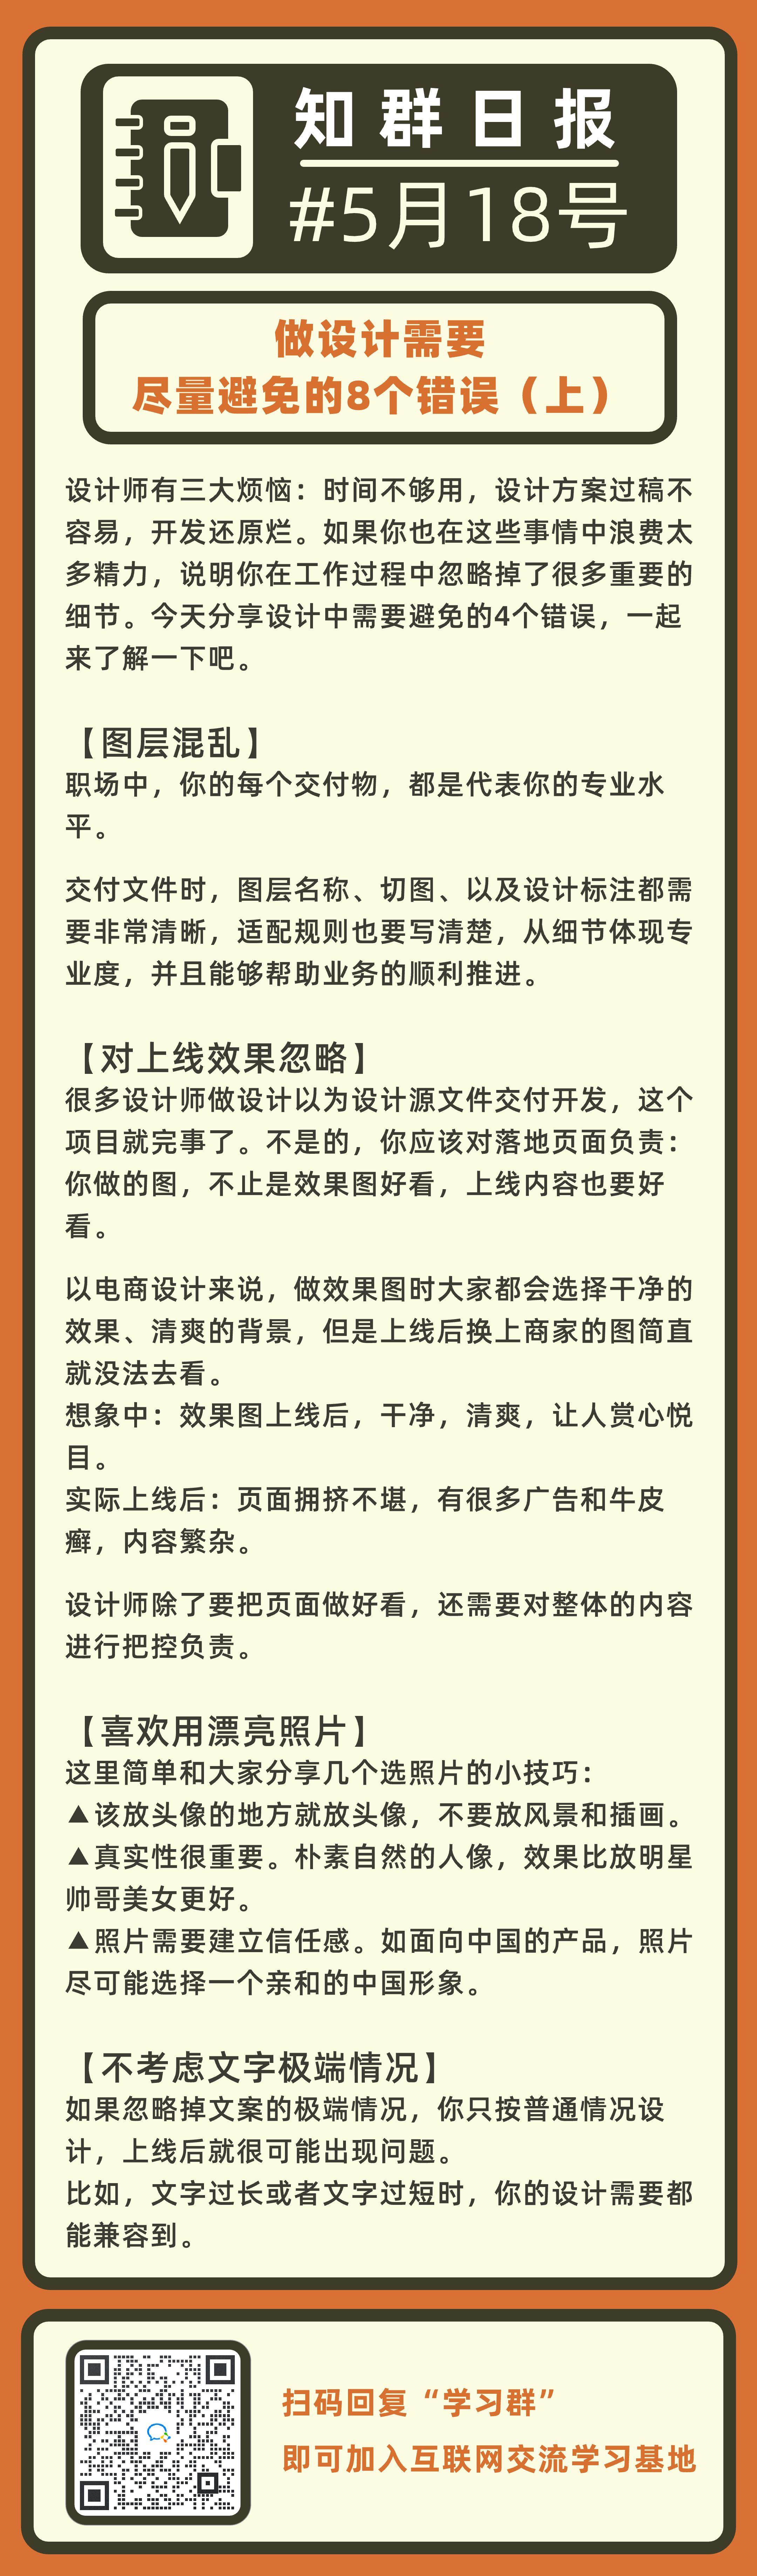 知群日报
#5月18号
做设计需要
尽量避免的8个错误（上）
设计师有三大烦恼：时间不够用，设计方案过稿不
容易，开发还原烂。如果你也在这些事情中浪费太
多精力，说明你在工作过程中忽略掉了很多重要的
细节。今天分享设计中需要避免的4个错误，一起
来了解一下吧。
【图层混乱】
职场中，你的每个交付物，都是代表你的专业水
平。
交付文件时，图层名称、切图、以及设计标注都需
要非常清晰，适配规则也要写清楚，从细节体现专
业度，并且能够帮助业务的顺利推进。
【对上线效果忽略】
很多设计师做设计以为设计源文件交付开发，这个
项目就完事了。不是的，你应该对落地页面负责：
你做的图，不止是效果图好看，上线内容也要好
看。
以电商设计来说，做效果图时大家都会选择干净的
效果、清爽的背景，但是上线后换上商家的图简直
就没法去看。
想象中：效果图上线后，干净，清爽，让人赏心悦
目。
实际上线后：页面拥挤不堪，有很多广告和牛皮
癣，内容繁杂。
设计师除了要把页面做好看，还需要对整体的内容
进行把控负责。
【喜欢用漂亮照片】
这里简单和大家分享几个选照片的小技巧：
▲该放头像的地方就放头像，不要放风景和插画。
▲真实性很重要。朴素自然的人像，效果比放明星
帅哥美女更好。
▲照片需要建立信任感。如面向中国的产品，照片
尽可能选择一个亲和的中国形象。
【不考虑文字极端情况】
如果忽略掉文案的极端情况，你只按普通情况设
计，上线后就很可能出现问题。
比如，文字过长或者文字过短时，你的设计需要都
能兼容到。
扫码回复“学习群”
即可加入互联网交流学习基地